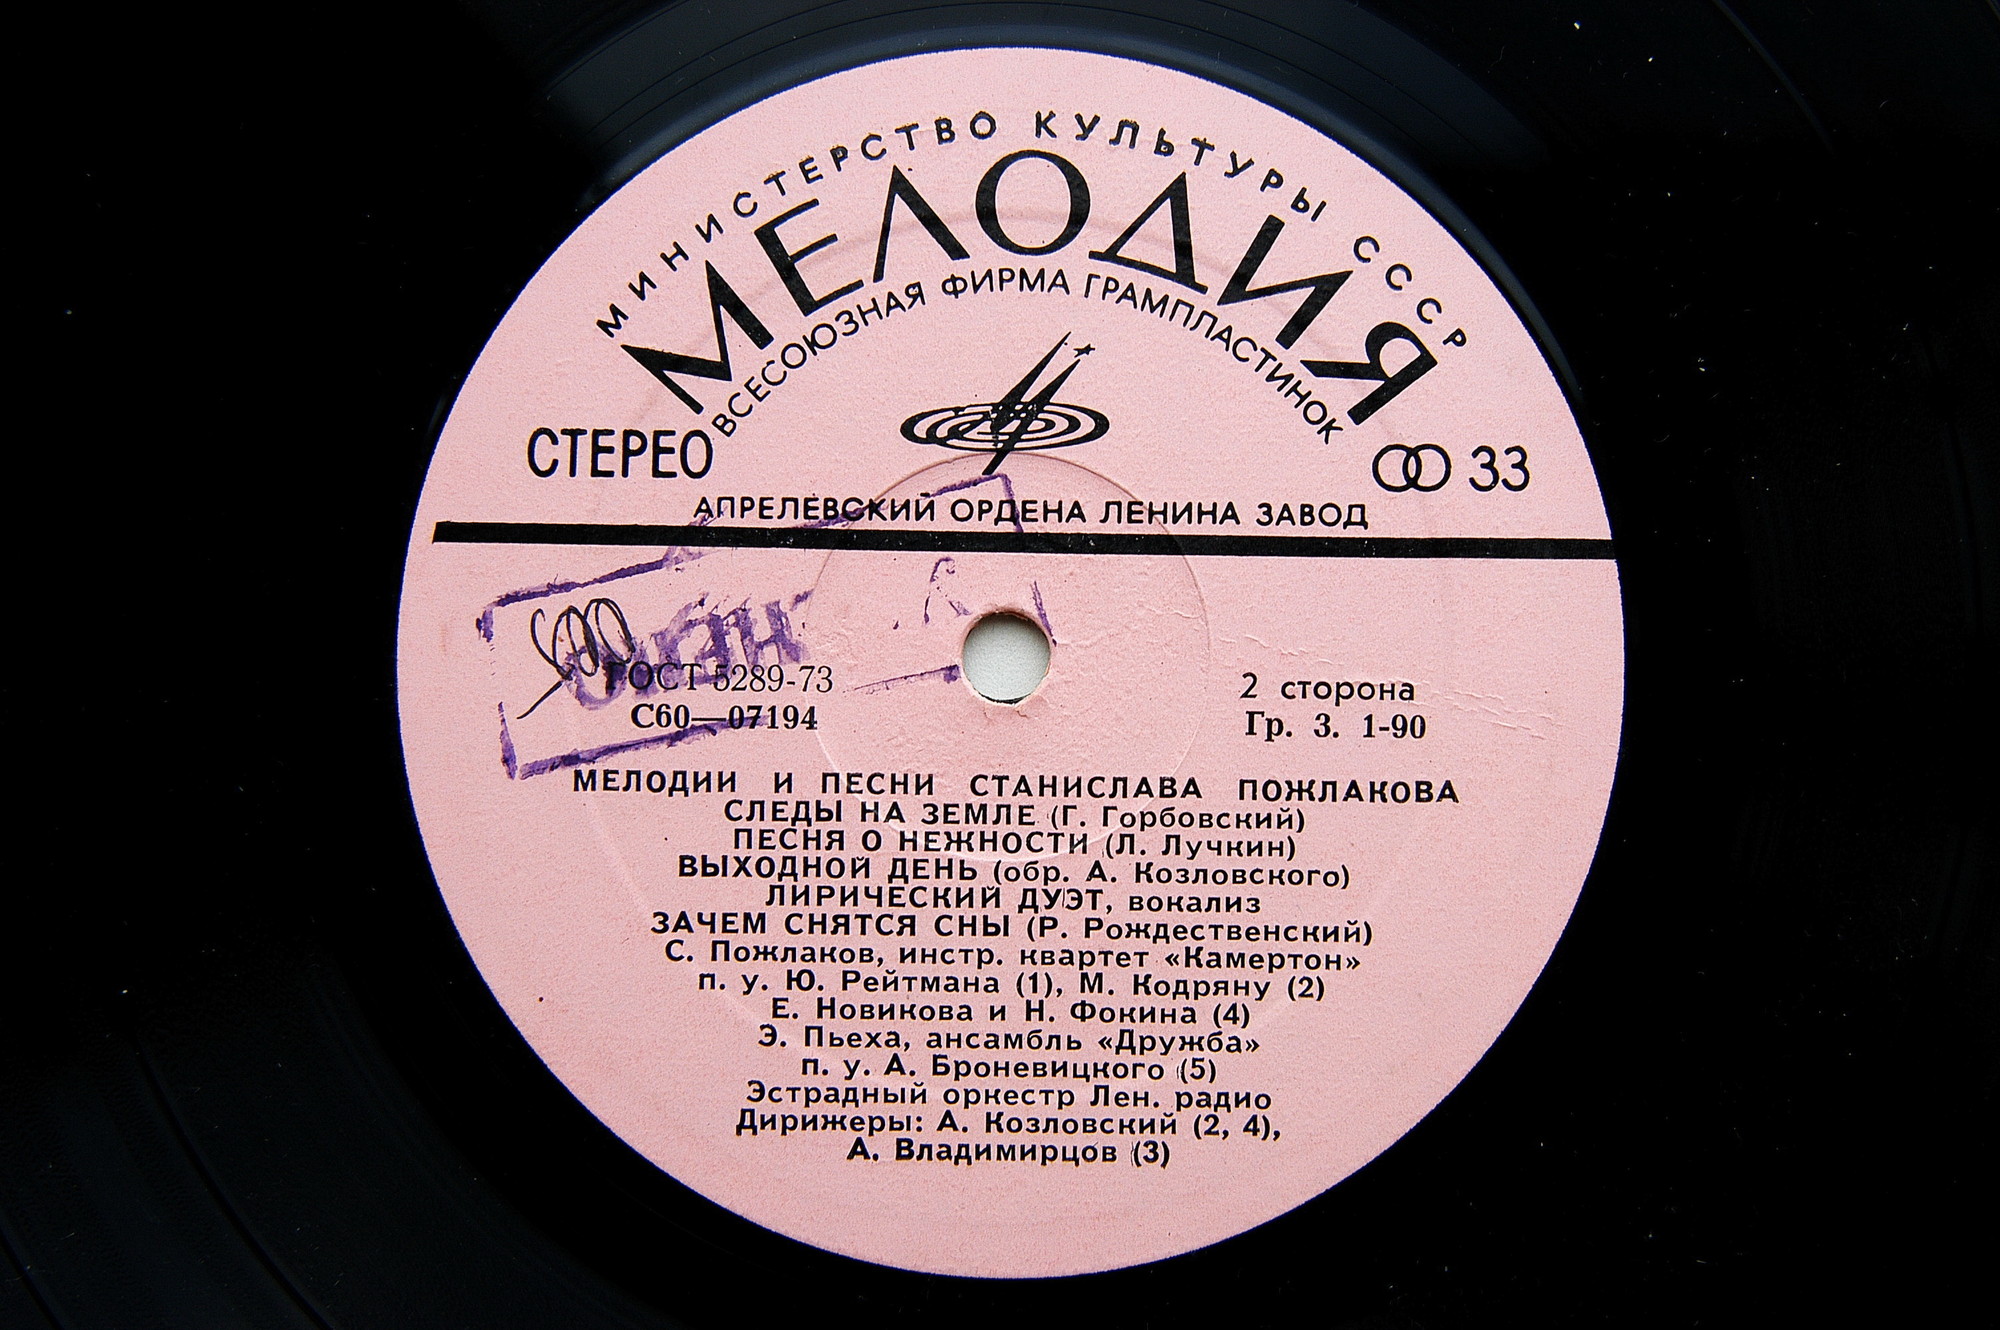 МИНИСТЕРСТВО КУЛЬТУРЫ СССР
МЕЛОДИЯ
ВСЕСОЮЗНАЯ ФИРМА ГРАМПЛАСТИНОК
СТЕРЕО
33
АПРЕЛЕВСКИЙ ОРДЕНА ЛЕНИНА ЗАВОД
ГОСТ 5289-73
С60—07194
2 сторона
Гр. 3. 1-90
МЕЛОДИИ И ПЕСНИ СТАНИСЛАВА ПОЖЛАКОВА
СЛЕДЫ НА ЗЕМЛЕ (Г. Горбовский)
ПЕСНЯ О НЕЖНОСТИ (Л. Лучкин)
ВЫХОДНОЙ ДЕНЬ (обр. А. Козловского)
ЛИРИЧЕСКИЙ ДУЭТ, вокализ
ЗАЧЕМ СНЯТСЯ СНЫ (Р. Рождественский)
С. Пожлаков, инстр. квартет «Камертон»
п. у. Ю. Рейтмана (1), М. Кодряну (2)
Е. Новикова и Н. Фокина (4)
Э. Пьеха, ансамбль «Дружба»
п. у. А. Броневицкого (5)
Эстрадный оркестр Лен. радио
Дирижеры: А. Козловский (2, 4),
А. Владимирцов (3)